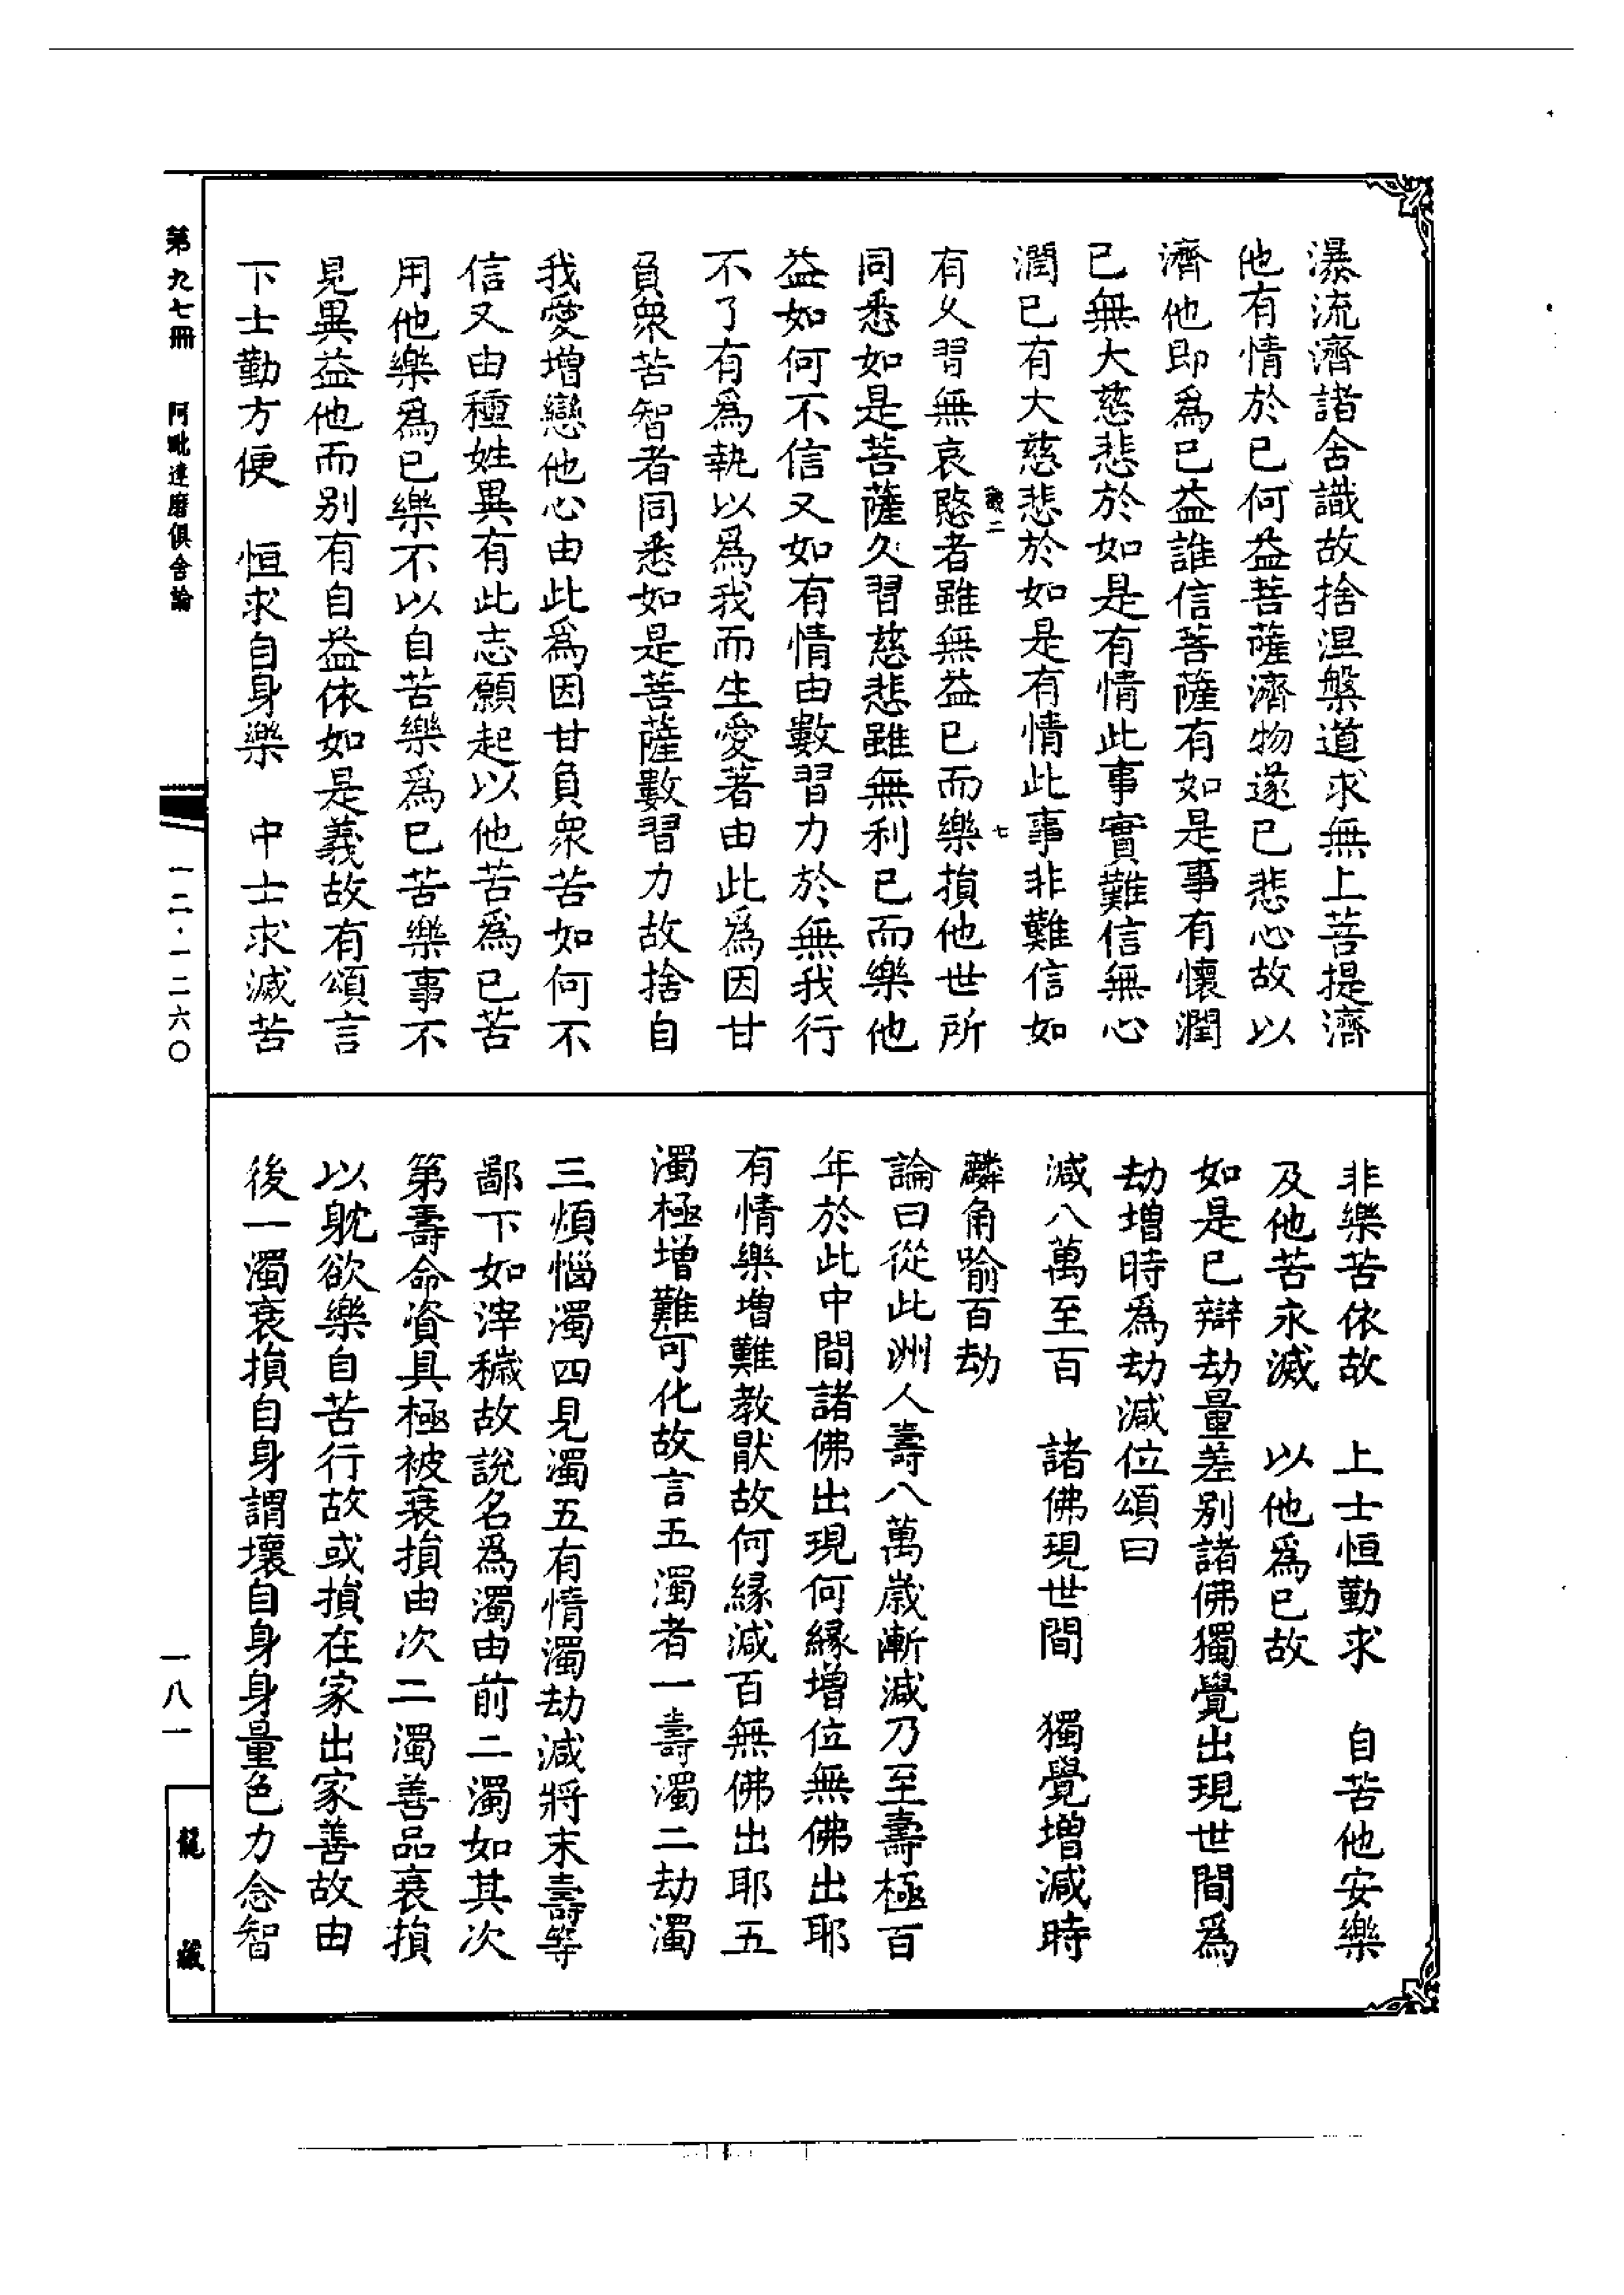 瀑流濟諸含識故捨涅槃道求無上菩提濟
他有情於已何益菩薩濟物遂已悲心故以
濟他即爲已益誰信菩薩有如是事有懷潤
已無大慈悲於如是有情此事實難信無心
潤已有大慈悲於如是有情此事非難信如
有久習無哀愍者雖無益已而樂損他世所
同悉如是菩薩久習慈悲雖無利已而樂他
益如何不信又如有情由數習力於無我行
不了有爲執以爲我而生愛著由此爲因甘
負衆苦智者同悉如是菩薩數習力故捨自
我愛增戀他心由此爲因甘負衆苦如何不
信又由種姓異有此志願起以他苦爲已苦
用他樂爲已樂不以自苦樂爲已苦樂事不
見異益他而別有自益依如是義故有頌言
下士勤方便　恒求自身樂　中士求滅苦
非樂苦依故　上士恒勤求　自苦他安樂
及他苦永滅　以他爲已故
如是已辯劫量差別諸佛獨覺出現世間爲
劫增時爲劫減位頌曰
減八萬至百　諸佛現世間　獨覺增減時
麟角喻百劫
論曰從此洲人壽八萬歲漸減乃至壽極百
年於此中間諸佛出現何緣增位無佛出耶
有情樂增難教猒故何緣減百無佛出耶五
濁極增難可化故言五濁者一壽濁二劫濁
三煩惱濁四見濁五有情濁劫減將末壽等
鄙下如滓穢故說名爲濁由前二濁如其次
第壽命資具極被衰損由次二濁善品衰損
以躭欲樂自苦行故或損在家出家善故由
後一濁衰損自身謂壞自身身量色力念智
第九七冊　阿毗達磨俱舍論
一二·一二六〇
一八一
龍藏
二
七